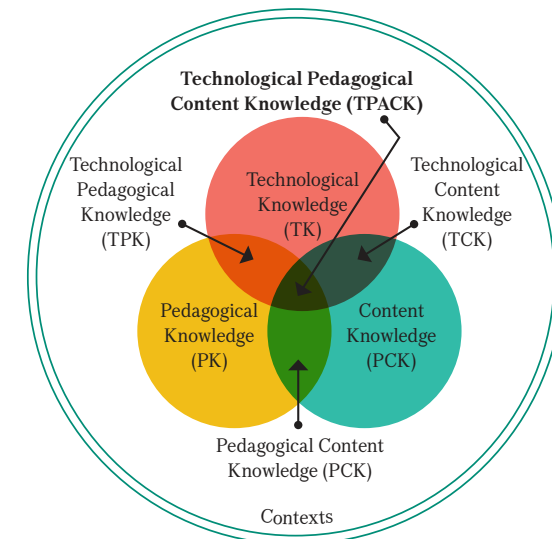 Technological Pedagogical
Content Knowledge (TPACK)
Technological
Pedagogical
Knowledge
(TPK)
Technological
Knowledge
(TK)
Technological
Content
Knowledge
(TCK)
Pedagogical
Knowledge
(PK)
Content
Knowledge
(PCK)
Pedagogical Content
Knowledge (PCK)
Contexts